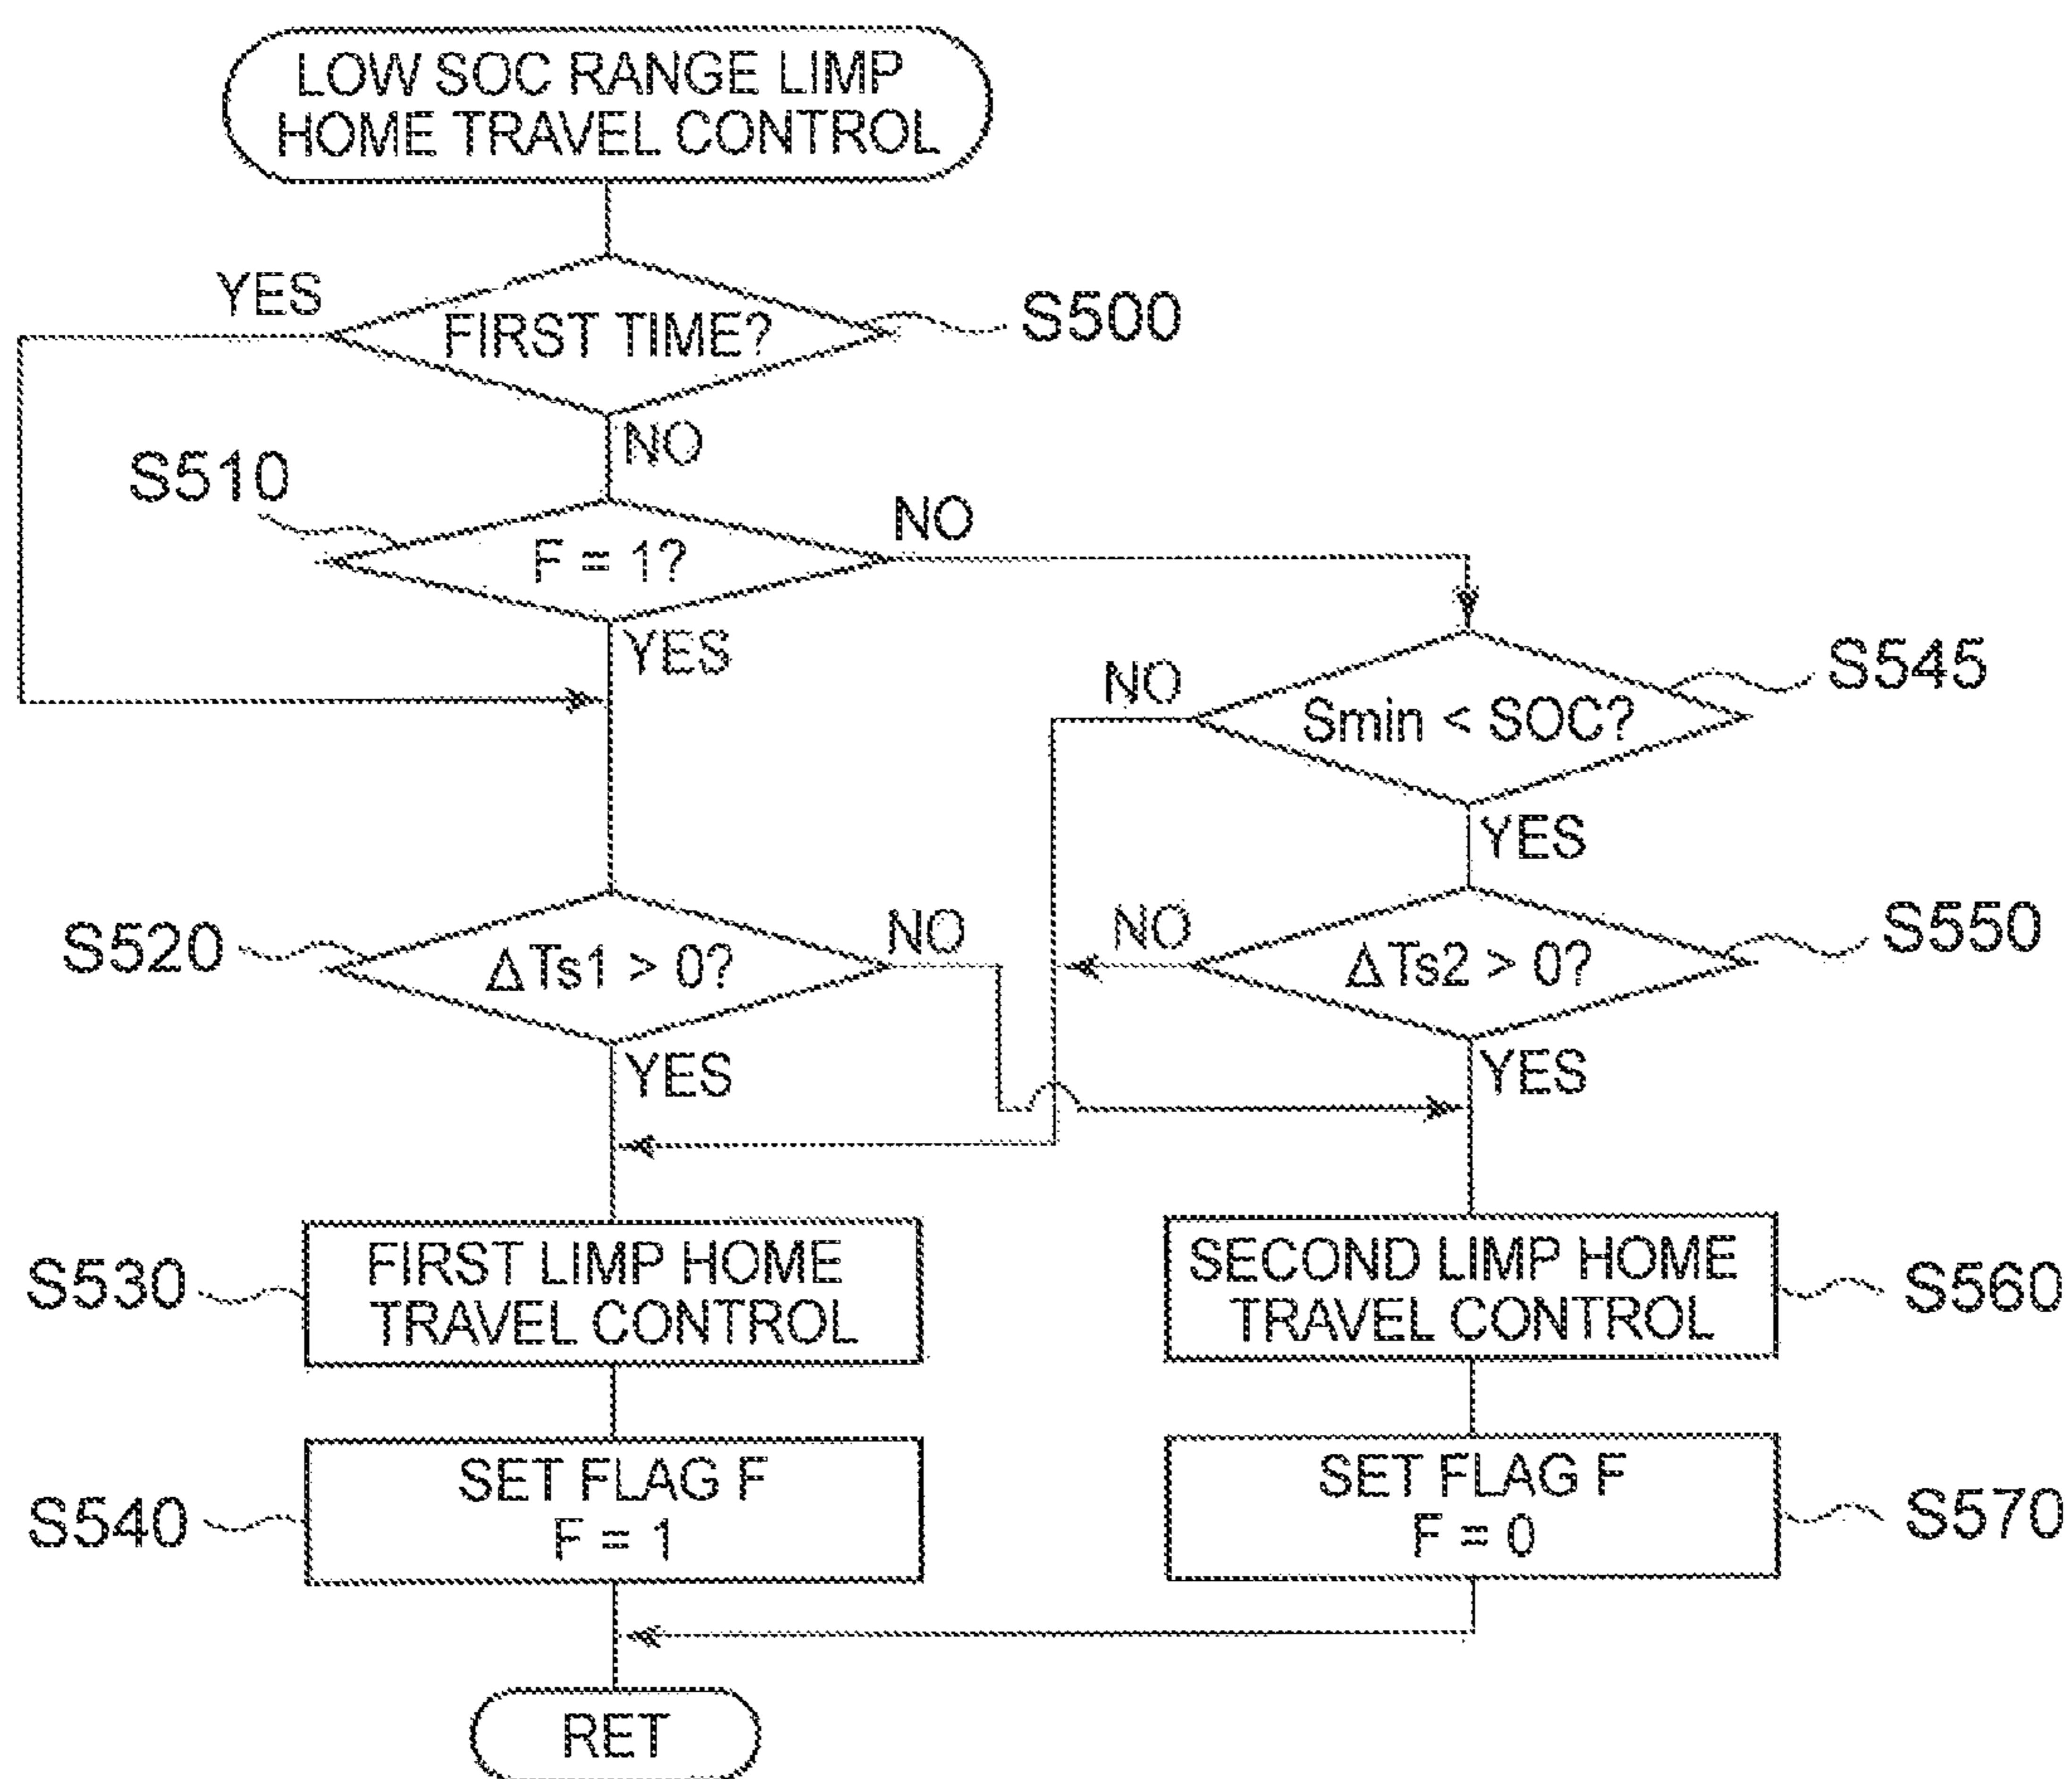 LOW SOC RANGE LIMP
HOME TRAVEL CONTROL
YES
FIRST TIME?
S500
NO
S510
F = 1?
NO
YES
S545
NO
Smin < SOC?
YES
S520
ΔTs1 > 0?
NO
NO
ΔTs2 > 0?
S550
YES
YES
S530
FIRST LIMP HOME
TRAVEL CONTROL
SECOND LIMP HOME
TRAVEL CONTROL
S560
S540
SET FLAG F
F = 1
SET FLAG F
F = 0
S570
RET